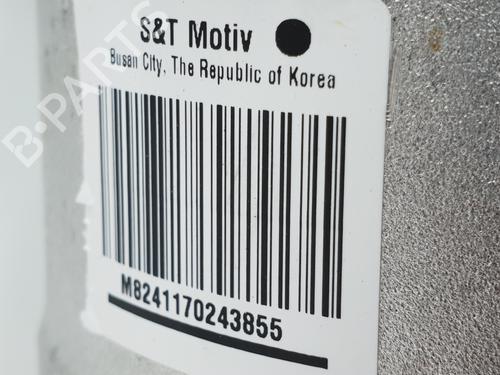 S&T Motiv
Busan City, The Republic of Korea
M8241170243855
B-PARTS